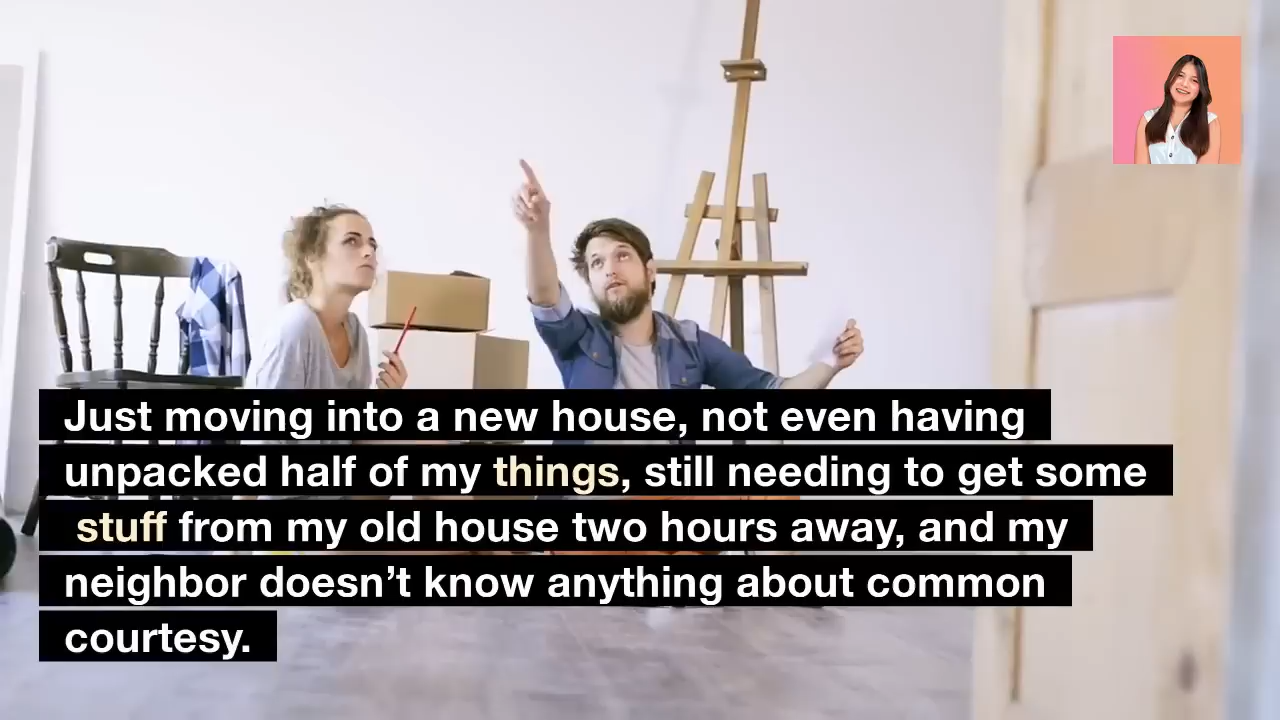 Just moving into a new house, not even having
unpacked half of my things, still needing to get some
stuff from my old house two hours away, and my
neighbor doesn’t know anything about common
courtesy.